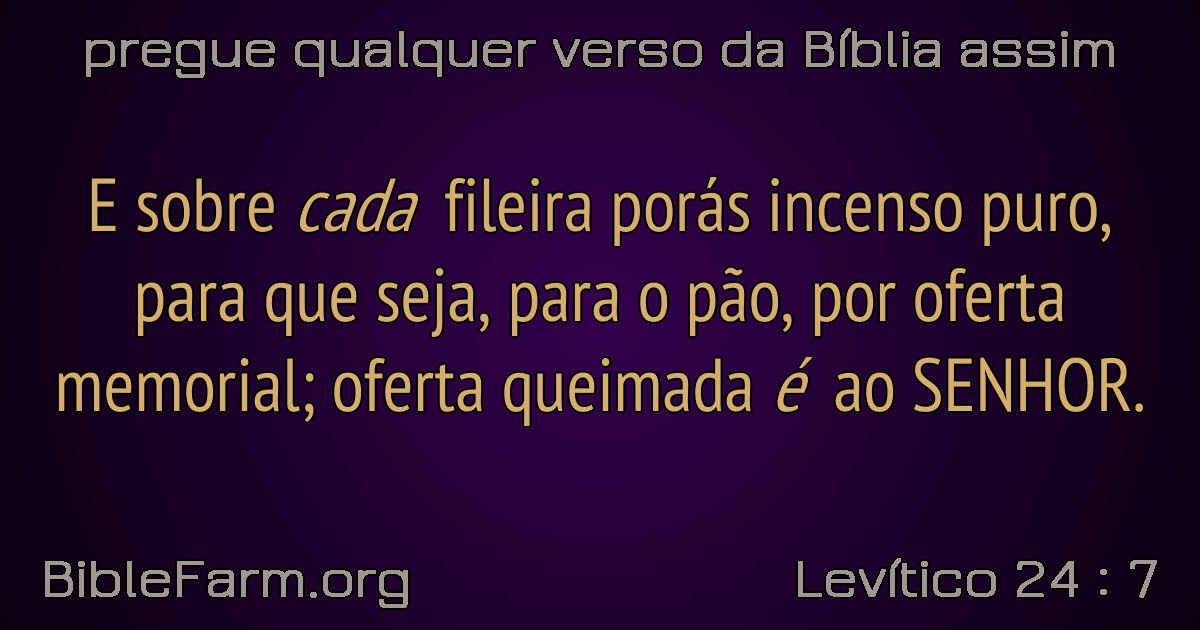 pregue qualquer verso da Bíblia assim
E sobre cada fileira porás incenso puro,
para que seja, para o pão, por oferta
memorial; oferta queimada é ao SENHOR.
BibleFarm.org
Levítico 24 : 7